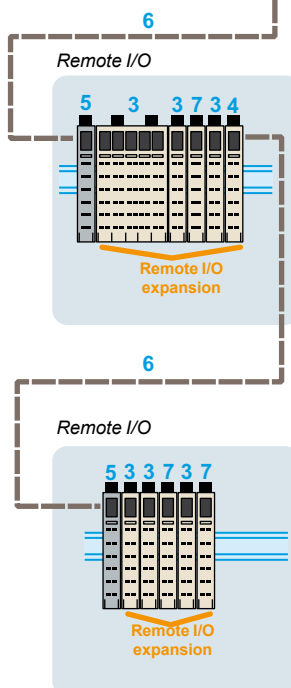 6
Remote I/O
5 3 3 7 3 4
Remote I/O
expansion
6
Remote I/O
5 3 3 7 3 7
Remote I/O
expansion